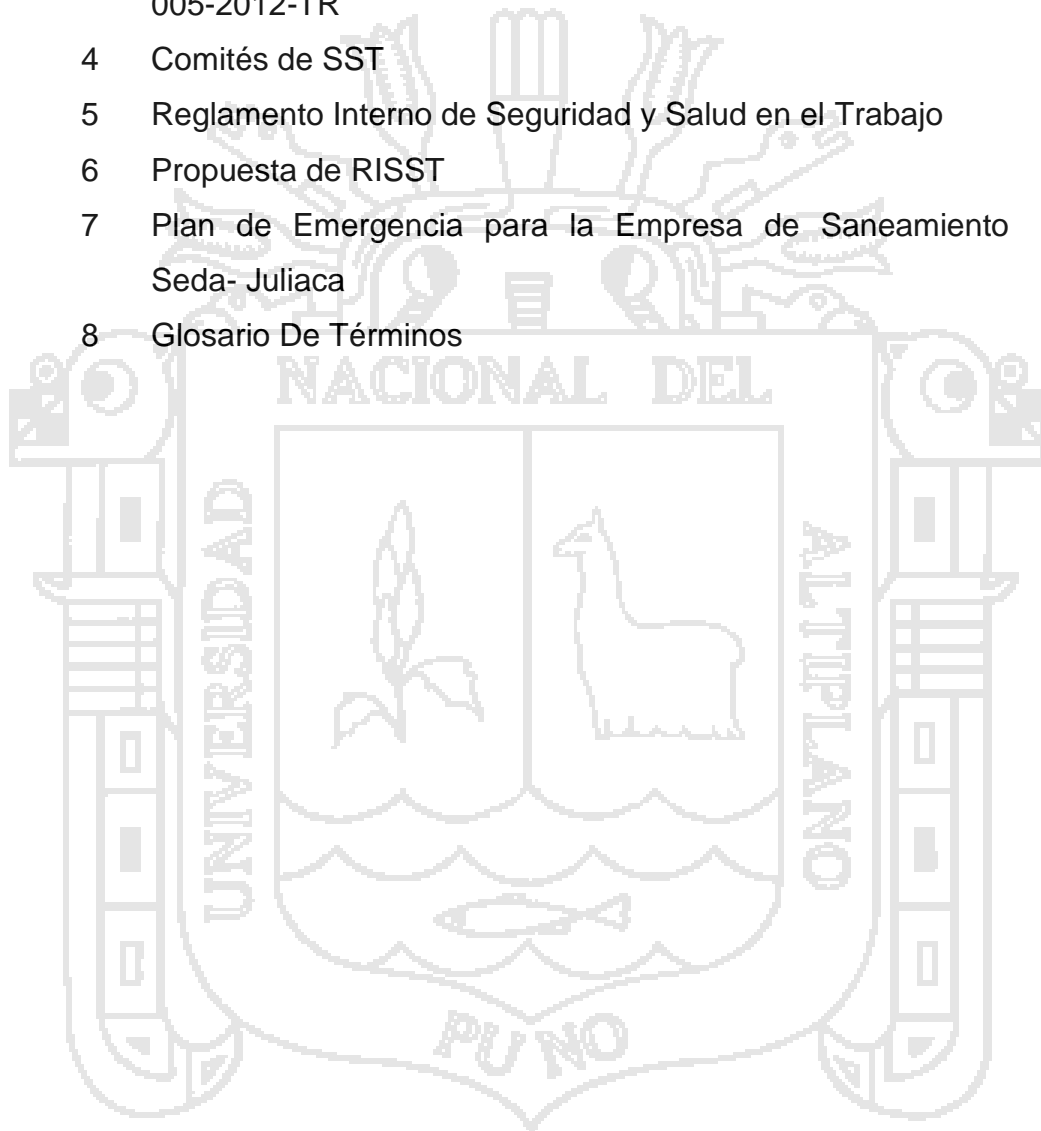 005-2012-TR
4 Comités de SST
5 Reglamento Interno de Seguridad y Salud en el Trabajo
6 Propuesta de RISST
7 Plan de Emergencia para la Empresa de Saneamiento
Seda- Juliaca
8 Glosario De Términos
NACIONAL DEL
UNIVERSIDAD
ALTIPLANO
PUNO